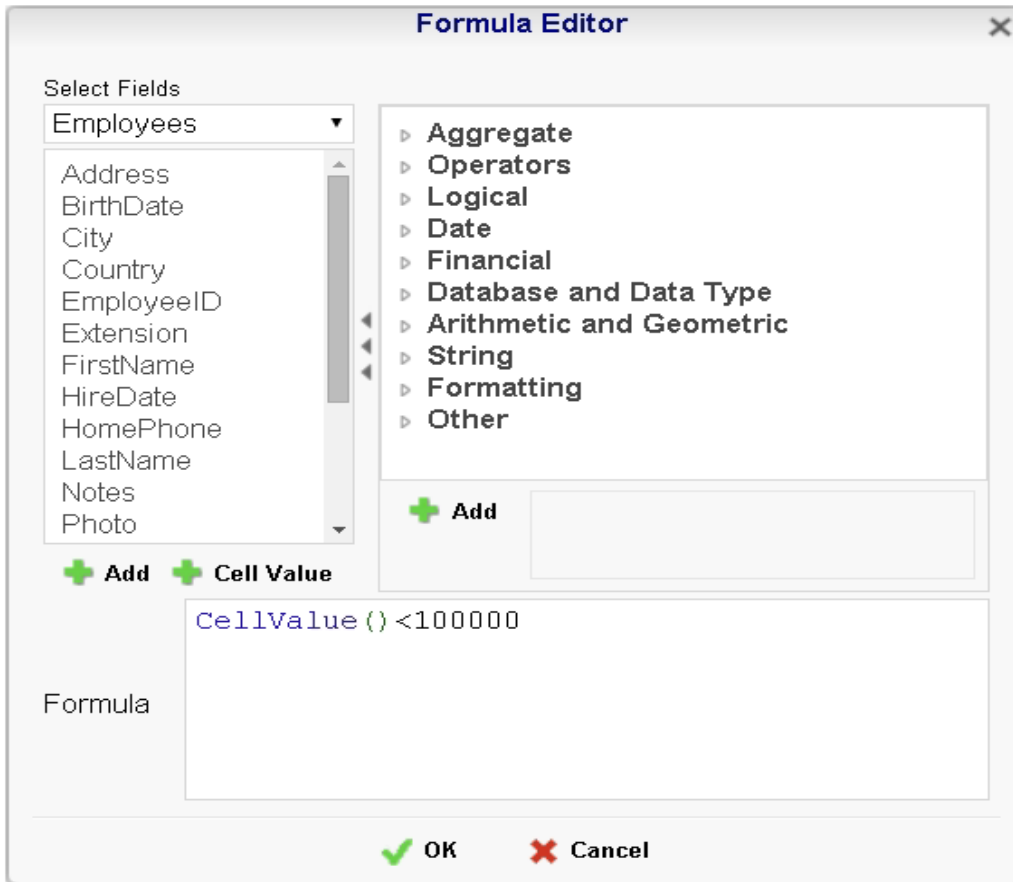 Formula Editor
Select Fields
Employees
Address
BirthDate
City
Country
EmployeeID
Extension
FirstName
HireDate
HomePhone
LastName
Notes
Photo
Add
Cell Value
Aggregate
Operators
Logical
Date
Financial
Database and Data Type
Arithmetic and Geometric
String
Formatting
Other
Add
Formula
CellValue()<100000
OK
Cancel